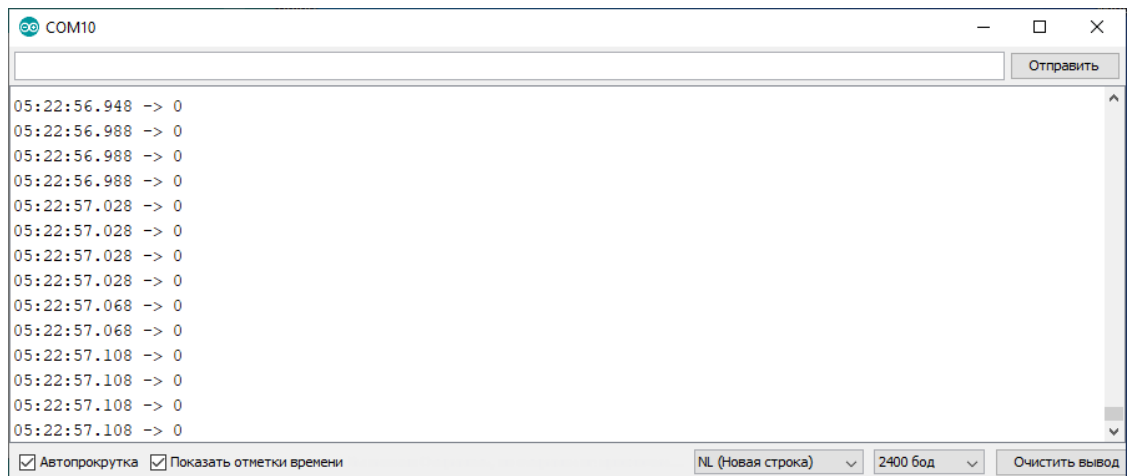 COM10
Отправить
05:22:56.948 -> 0
05:22:56.988 -> 0
05:22:56.988 -> 0
05:22:56.988 -> 0
05:22:57.028 -> 0
05:22:57.028 -> 0
05:22:57.028 -> 0
05:22:57.028 -> 0
05:22:57.068 -> 0
05:22:57.068 -> 0
05:22:57.108 -> 0
05:22:57.108 -> 0
05:22:57.108 -> 0
05:22:57.108 -> 0
Автопрокрутка Показать отметки времени NL (Новая строка) 2400 бод Очистить вывод